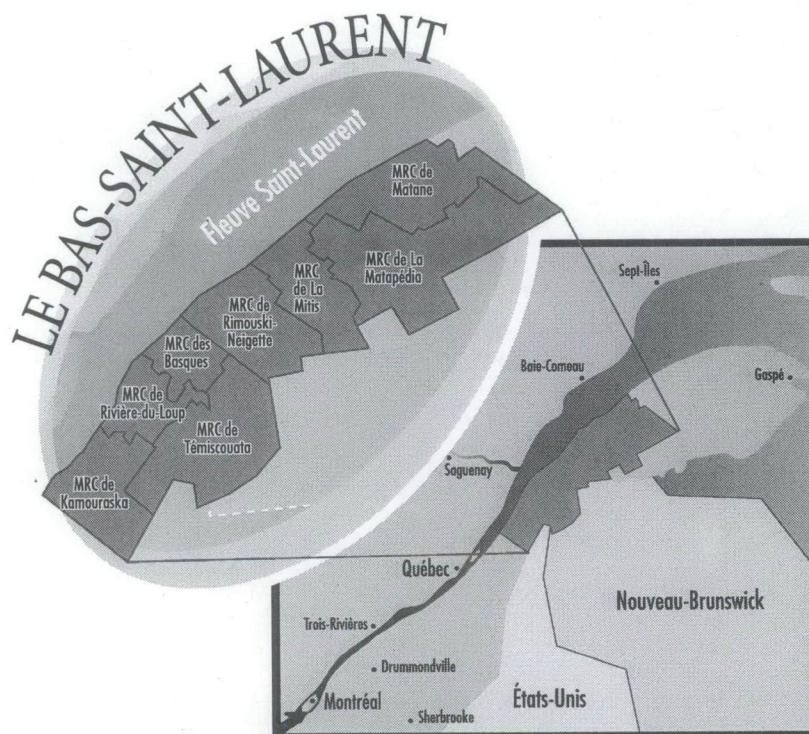 LE BAS-SAINT-LAURENT
Fleuve Saint-Laurent
MRC de
Matane
MRC de La
Matapédia
MRC
de La
Mitis
MRC de
Rimouski-
Neigette
MRC des
Basques
MRC de
Rivière-du-Loup
MRC de
Témiscouata
MRC de
Kamouraska
Sept-Îles
Baie-Comeau
Gaspé
Saguenay
Québec
Nouveau-Brunswick
Trois-Rivières
Drummondville
Montréal
États-Unis
Sherbrooke